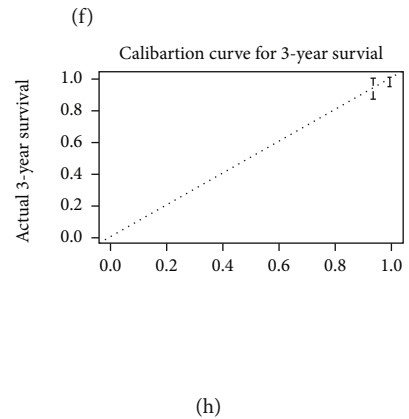 (f)
Calibartion curve for 3-year survial
Actual 3-year survival
1.0
0.8
0.6
0.4
0.2
0.0
0.0 0.2 0.4 0.6 0.8 1.0
(h)